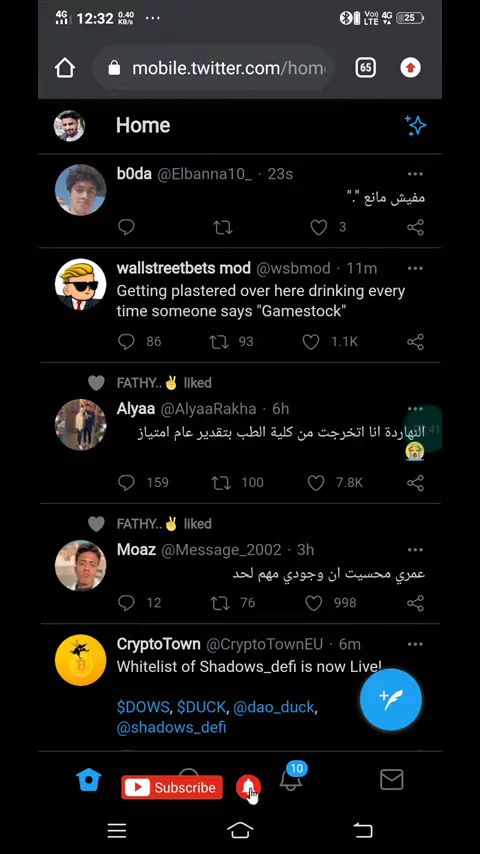 4G 12:32 0.40 KB/s ...
Vo) LTE 4G 25
mobile.twitter.com/hom
65
Home
b0da @Elbanna10_ · 23s
مفيش مانع "."
3
wallstreetbets mod @wsbmod · 11m
Getting plastered over here drinking every
time someone says "Gamestock"
86 93 1.1K
FATHY..✌ liked
Alyaa @AlyaaRakha · 6h
النهاردة انا اتخرجت من كلية الطب بتقدير عام امتياز
😭
159 100 7.8K
FATHY..✌ liked
Moaz @Message_2002 · 3h
عمري محسيت ان وجودي مهم لحد
12 76 998
CryptoTown @CryptoTownEU · 6m
Whitelist of Shadows_defi is now Live!
$DOWS, $DUCK, @dao_duck,
@shadows_defi
10
Subscribe